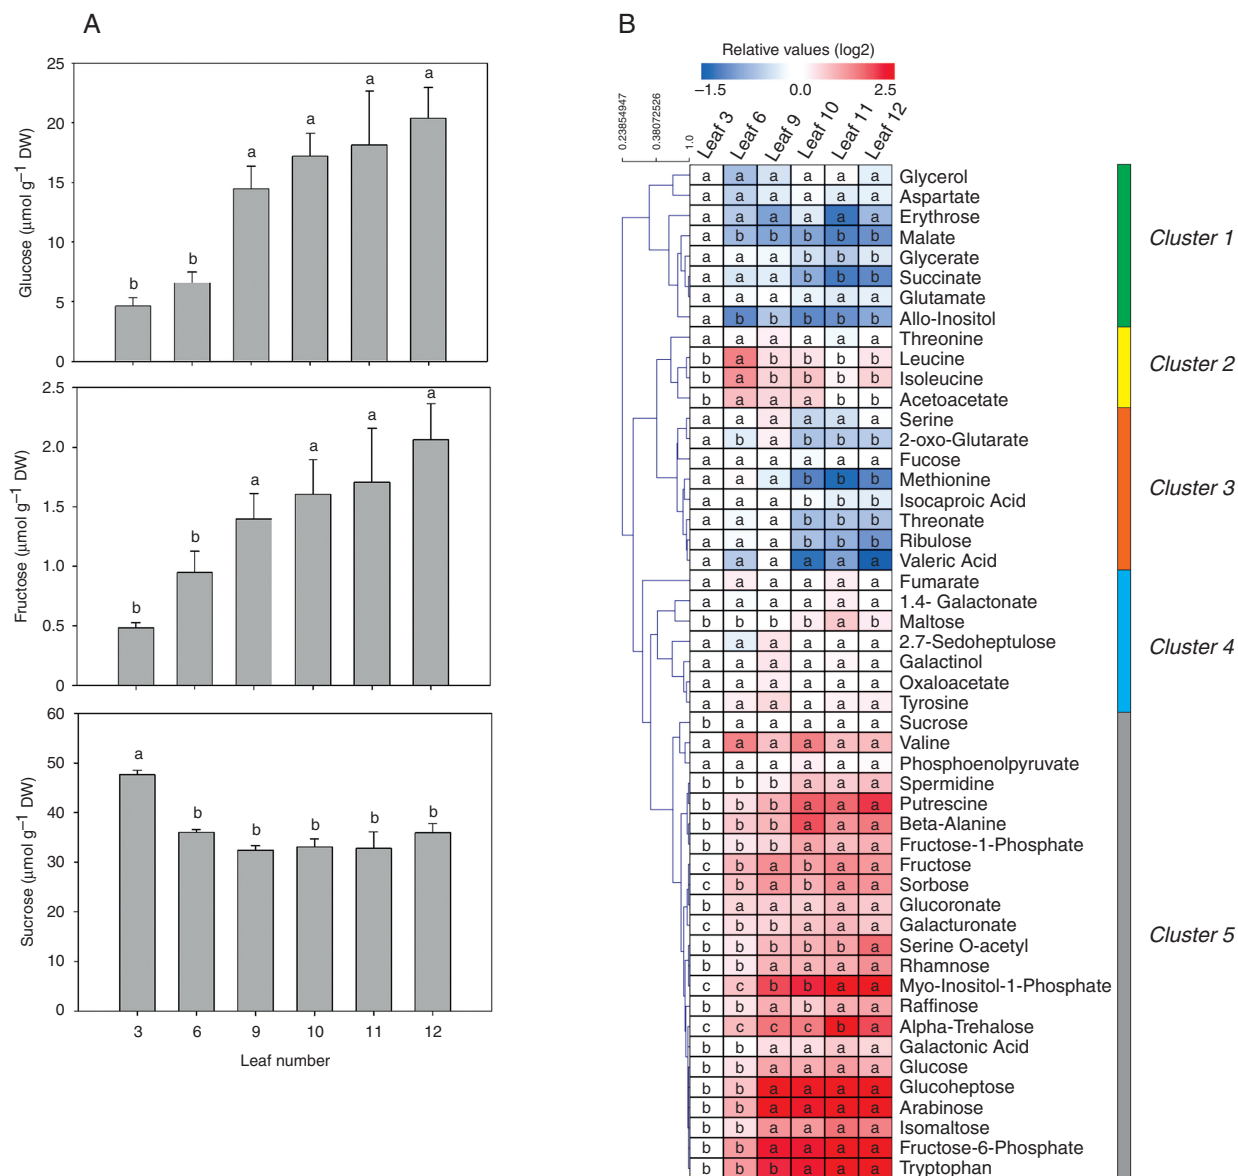 A
25
20
15
10
5
0
Glucose (μmol g−1 DW)
b
b
a
a
a
a
2.5
2.0
1.5
1.0
0.5
0
Fructose (μmol g−1 DW)
b
b
a
a
a
a
60
50
40
30
20
10
0
Sucrose (μmol g−1 DW)
a
b
b
b
b
b
3 6 9 10 11 12
Leaf number
B
Relative values (log2)
−1.5 0.0 2.5
0.23854947
0.38072526
1.0
Leaf 3 Leaf 6 Leaf 9 Leaf 10 Leaf 11 Leaf 12
a a a a a a Glycerol
a a a a a a Aspartate
a a a a a a Erythrose
a b b b b b Malate
a a a b b b Glycerate
a a a b b b Succinate
a a a a a a Glutamate
a b b b b b Allo-Inositol
Cluster 1
a a a a a a Threonine
b a b b b b Leucine
b a b b b b Isoleucine
b a a a b b Acetoacetate
Cluster 2
a a a a a a Serine
a b a b b b 2-oxo-Glutarate
a a a a a a Fucose
a a a b b b Methionine
a a a b b b Isocaproic Acid
a a a b b b Threonate
a a a b b b Ribulose
a a a a a a Valeric Acid
Cluster 3
a a a a a a Fumarate
a a a a a a 1.4- Galactonate
b b b b a b Maltose
a a a a a a 2.7-Sedoheptulose
a a a a a a Galactinol
a a a a a a Oxaloacetate
a a a a a a Tyrosine
Cluster 4
b a a a a a Sucrose
a a a a a a Valine
a a a a a a Phosphoenolpyruvate
b b b a a a Spermidine
b b b a a a Putrescine
b b b a a a Beta-Alanine
b b b a a a Fructose-1-Phosphate
c b a b a a Fructose
c b a b a a Sorbose
b b a a a a Glucoronate
c b b a a a Galacturonate
b b b b b a Serine O-acetyl
b b a a a a Rhamnose
c c b b a a Myo-Inositol-1-Phosphate
b b a b a a Raffinose
c c c c b a Alpha-Trehalose
b b a a a a Galactonic Acid
b b a a a a Glucose
b b a a a a Glucoheptose
b b a a a a Arabinose
b b a a a a Isomaltose
b b a a a a Fructose-6-Phosphate
b b b a a a Tryptophan
Cluster 5